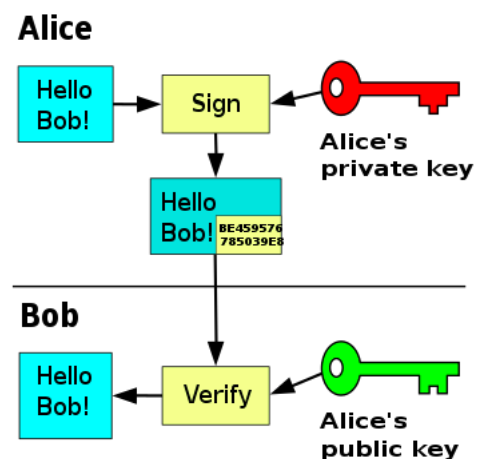 Alice
Hello
Bob!
Sign
Alice's
private key
Hello
Bob!
BE459576
785039E8
Bob
Hello
Bob!
Verify
Alice's
public key